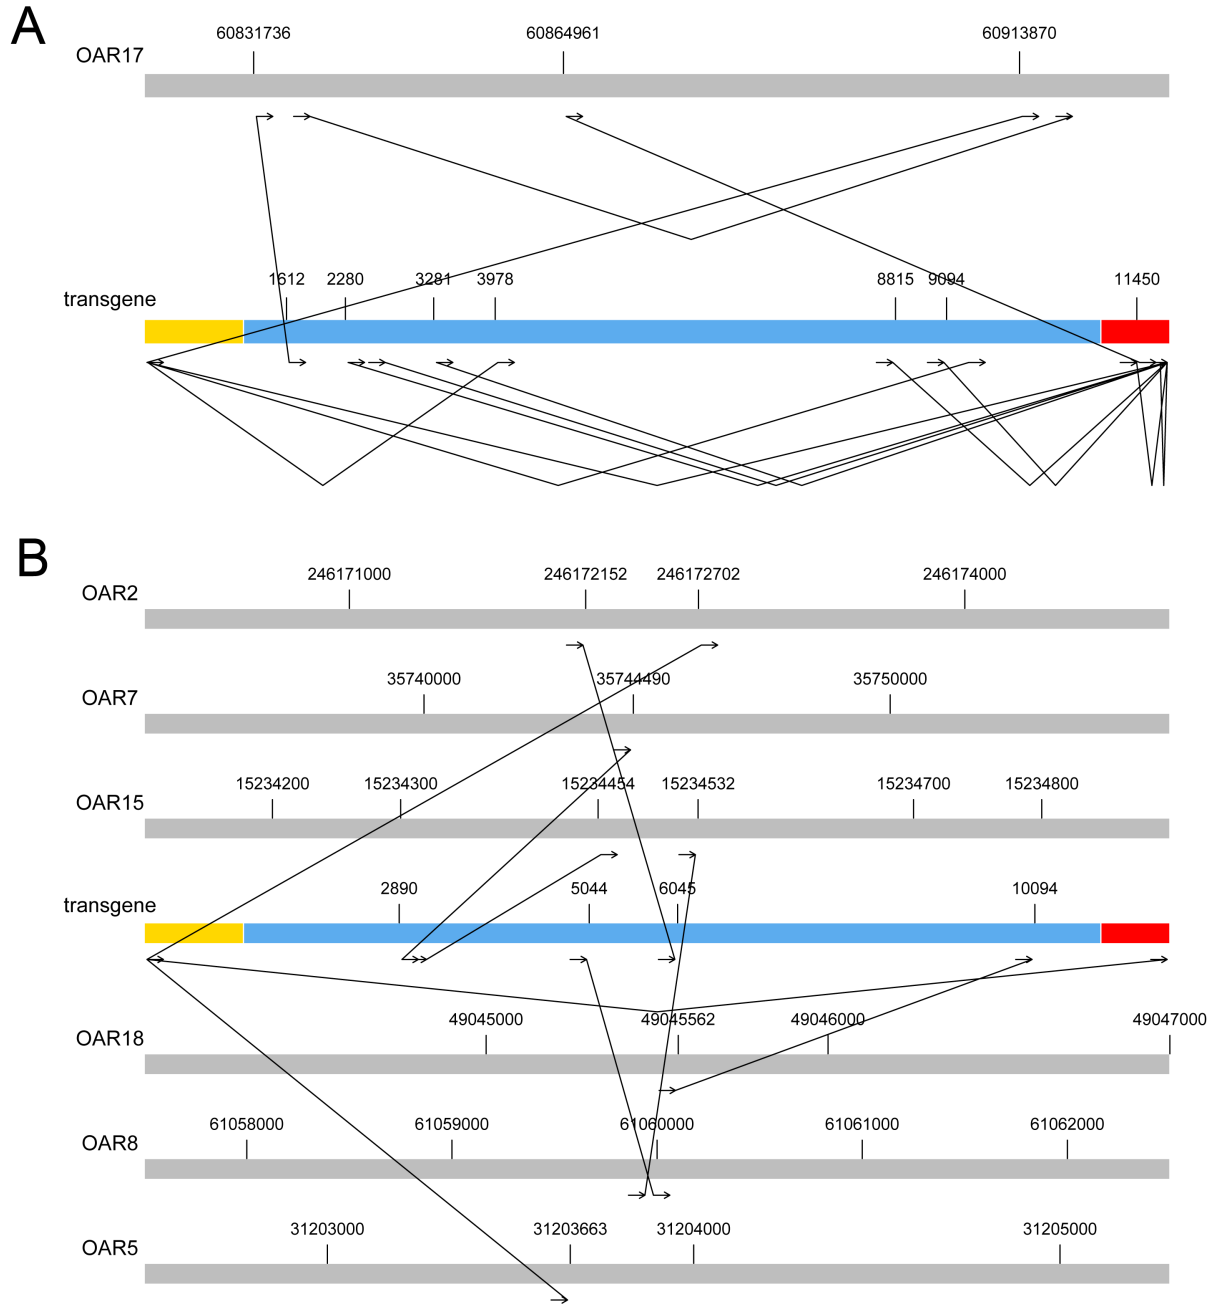 A
60831736 60864961 60913870
OAR17
1612 2280 3281 3978 8815 9094 11450
transgene
B
246171000 246172152 246172702 246174000
OAR2
35740000 35744490 35750000
OAR7
15234200 15234300 15234454 15234532 15234700 15234800
OAR15
2890 5044 6045 10094
transgene
49045000 49045562 49046000 49047000
OAR18
61058000 61059000 61060000 61061000 61062000
OAR8
31203000 31203663 31204000 31205000
OAR5